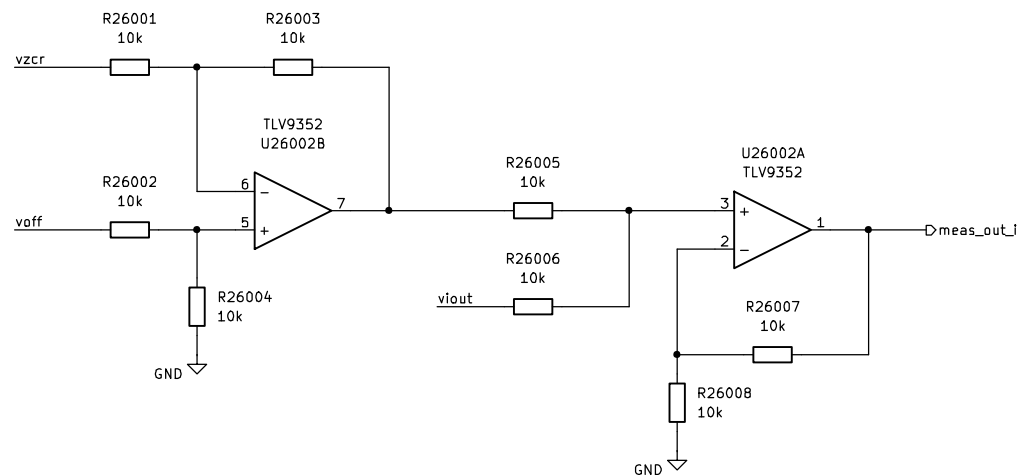 R26001
10k
R26003
10k
vzcr
TLV9352
U26002B
R26002
10k
voff
6
5
7
−
+
R26004
10k
GND
R26005
10k
R26006
10k
viout
U26002A
TLV9352
3
2
1
+
−
meas_out_i
R26007
10k
R26008
10k
GND